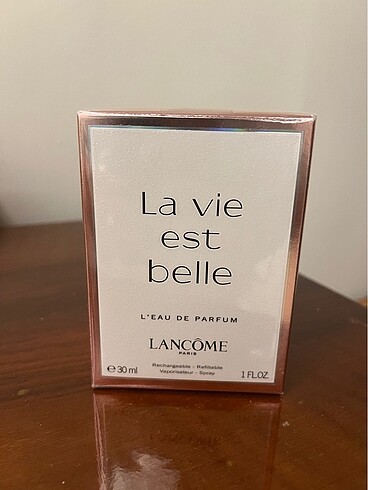 La vie
est
belle
L'EAU DE PARFUM
LANCÔME
PARIS
Rechargeable - Refillable
Vaporisateur - Spray
℮ 30 ml
1 FL.OZ